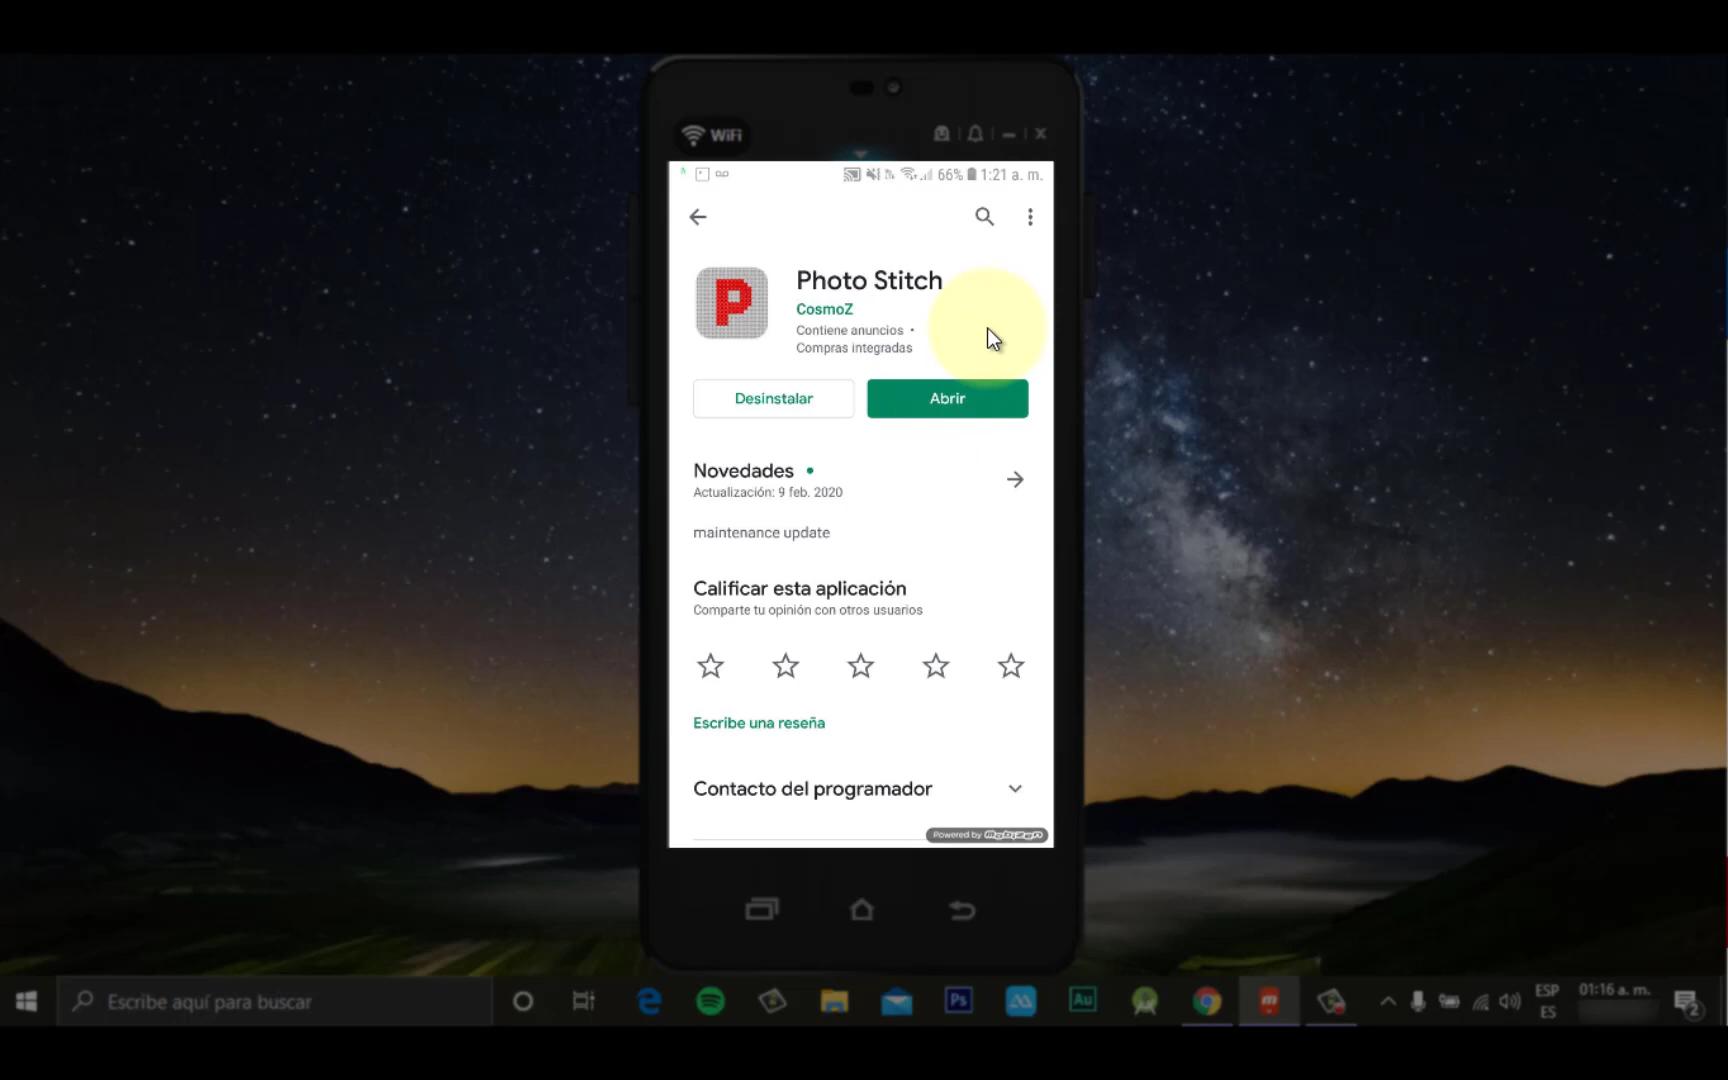 WiFi
66% 1:21 a. m.
P
Photo Stitch
CosmoZ
Contiene anuncios •
Compras integradas
Desinstalar
Abrir
Novedades •
Actualización: 9 feb. 2020
maintenance update
Calificar esta aplicación
Comparte tu opinión con otros usuarios
Escribe una reseña
Contacto del programador
Powered by mobizen
Escribe aquí para buscar
Ps
Au
m
ESP
ES
01:16 a. m.
2